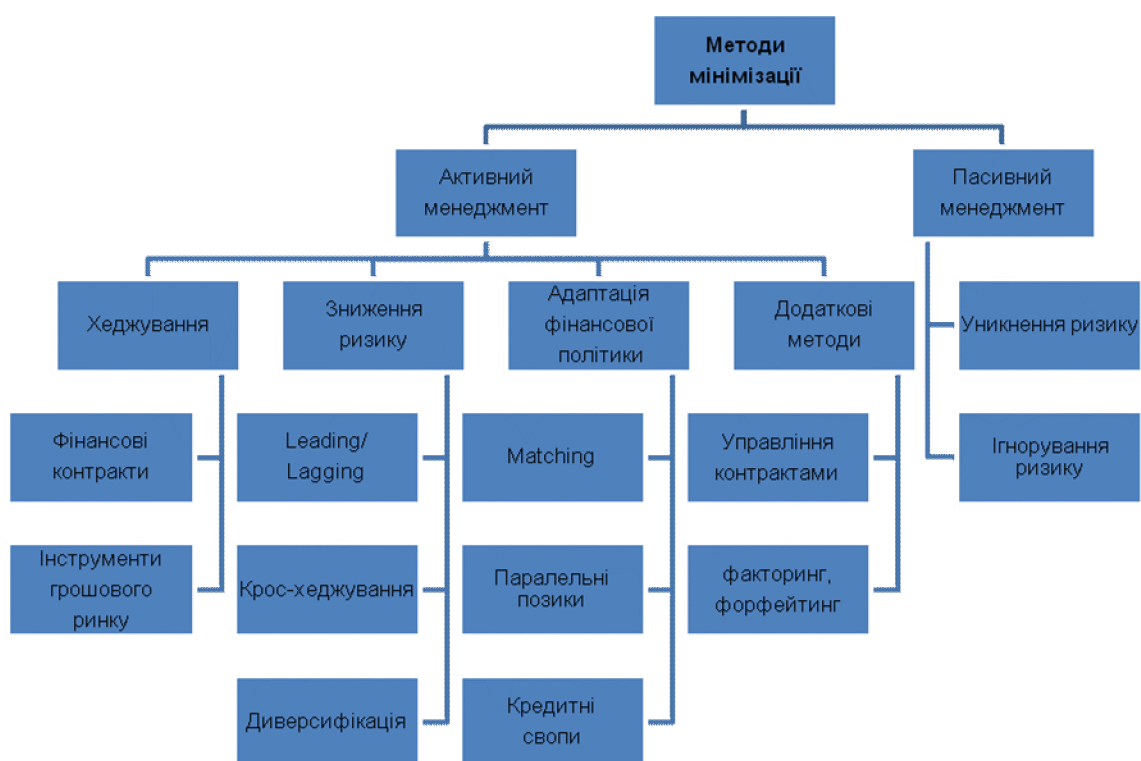 Методи
мінімізації
Активний
менеджмент
Пасивний
менеджмент
Хеджування
Зниження
ризику
Адаптація
фінансової
політики
Додаткові
методи
Уникнення ризику
Фінансові
контракти
Leading/
Lagging
Matching
Управління
контрактами
Ігнорування
ризику
Інструменти
грошового
ринку
Крос-хеджування
Паралельні
позики
факторинг,
форфейтинг
Диверсифікація
Кредитні
свопи